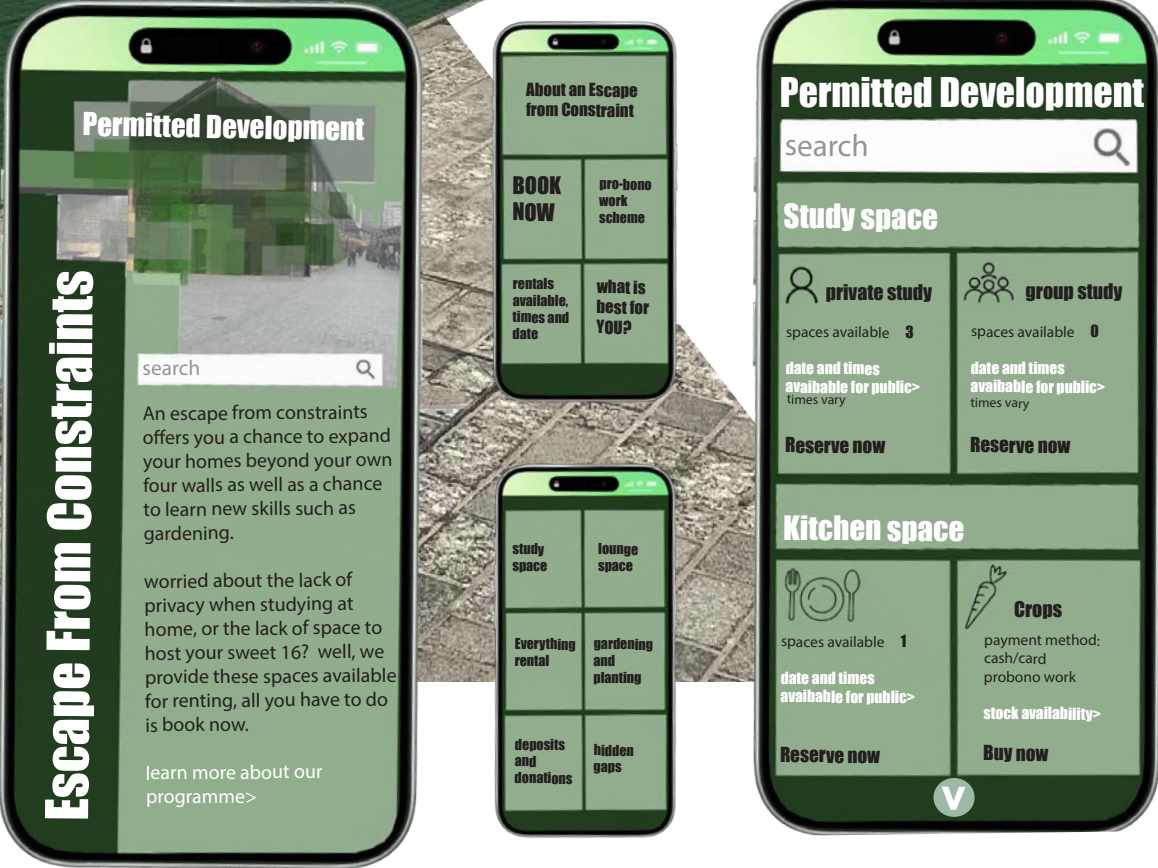 Permitted Development
Escape From Constraints
search
An escape from constraints
offers you a chance to expand
your homes beyond your own
four walls as well as a chance
to learn new skills such as
gardening.
worried about the lack of
privacy when studying at
home, or the lack of space to
host your sweet 16? well, we
provide these spaces available
for renting, all you have to do
is book now.
learn more about our
programme>
About an Escape
from Constraint
BOOK
NOW
pro-bono
work
scheme
rentals
available,
times and
date
what is
best for
YOU?
study
space
lounge
space
Everything
rental
gardening
and
planting
deposits
and
donations
hidden
gaps
Permitted Development
search
Study space
private study
spaces available 3
date and times
avaibable for public>
times vary
Reserve now
group study
spaces available 0
date and times
avaibable for public>
times vary
Reserve now
Kitchen space
spaces available 1
date and times
avaibable for public>
Reserve now
Crops
payment method:
cash/card
probono work
stock availability>
Buy now
V